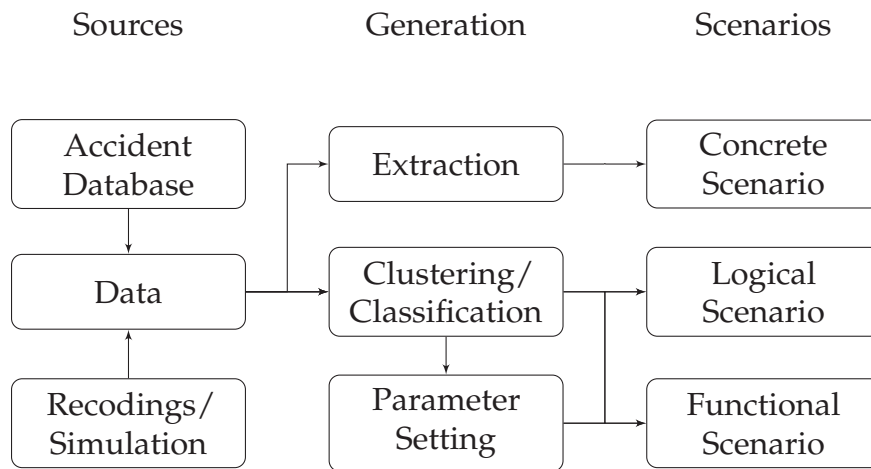 Sources
Generation
Scenarios
Accident
Database
Extraction
Concrete
Scenario
Data
Clustering/
Classification
Logical
Scenario
Recodings/
Simulation
Parameter
Setting
Functional
Scenario